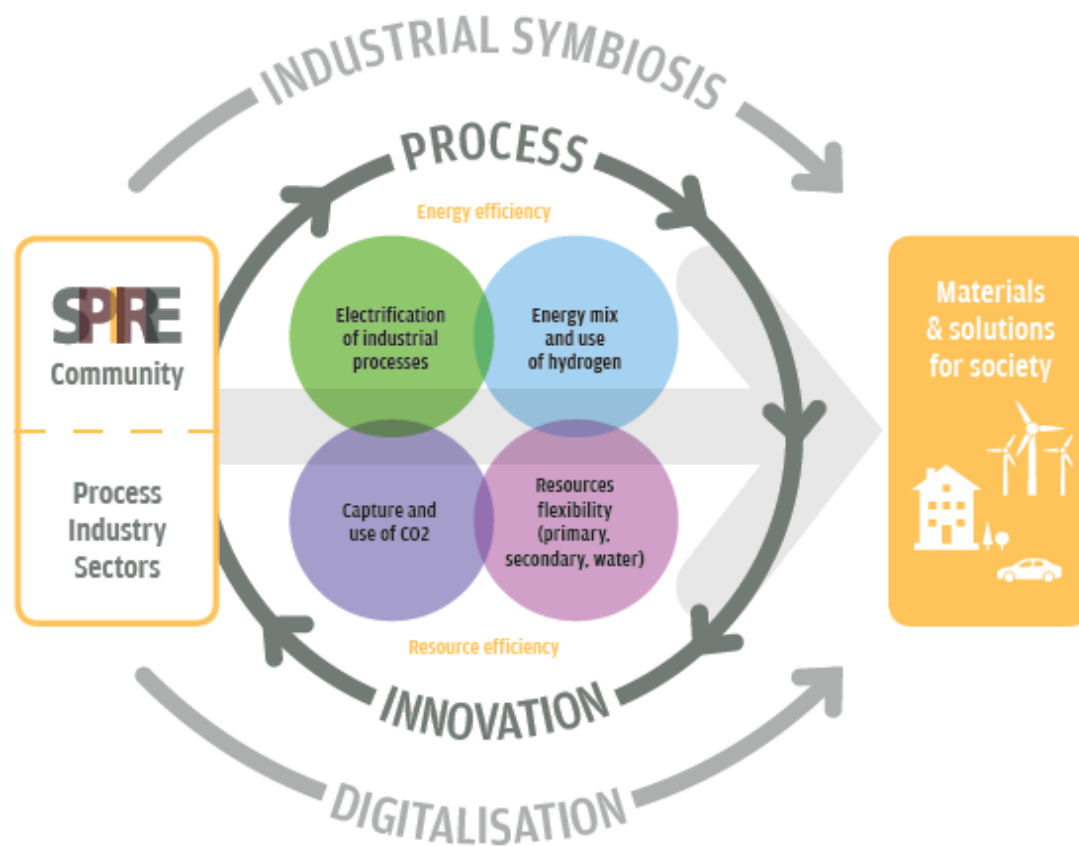 INDUSTRIAL SYMBIOSIS
PROCESS
Energy efficiency
SPIRE
Community
Process
Industry
Sectors
Electrification
of industrial
processes
Energy mix
and use
of hydrogen
Capture and
use of CO2
Resources
flexibility
(primary,
secondary, water)
Resource efficiency
INNOVATION
DIGITALISATION
Materials
& solutions
for society